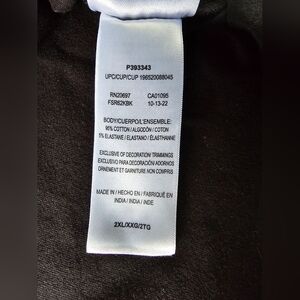 P393343
UPC/CUP/CUP 196520088045
RN20697 CA01095
FSR62KBK 10-13-22
BODY/CUERPO/L'ENSEMBLE:
95% COTTON / ALGODÓN / COTON
5% ELASTANE / ELASTANO / ÉLASTHANNE
EXCLUSIVE OF DECORATION/ TRIMMINGS
EXCLUSIVO PARA DECORACIÓN ADORNOS
ORNEMENT ET GARNITURE NON COMPRIS
MADE IN / HECHO EN / FABRIQUÉ EN
INDIA / INDIA / INDE
2XL/XXG/2TG